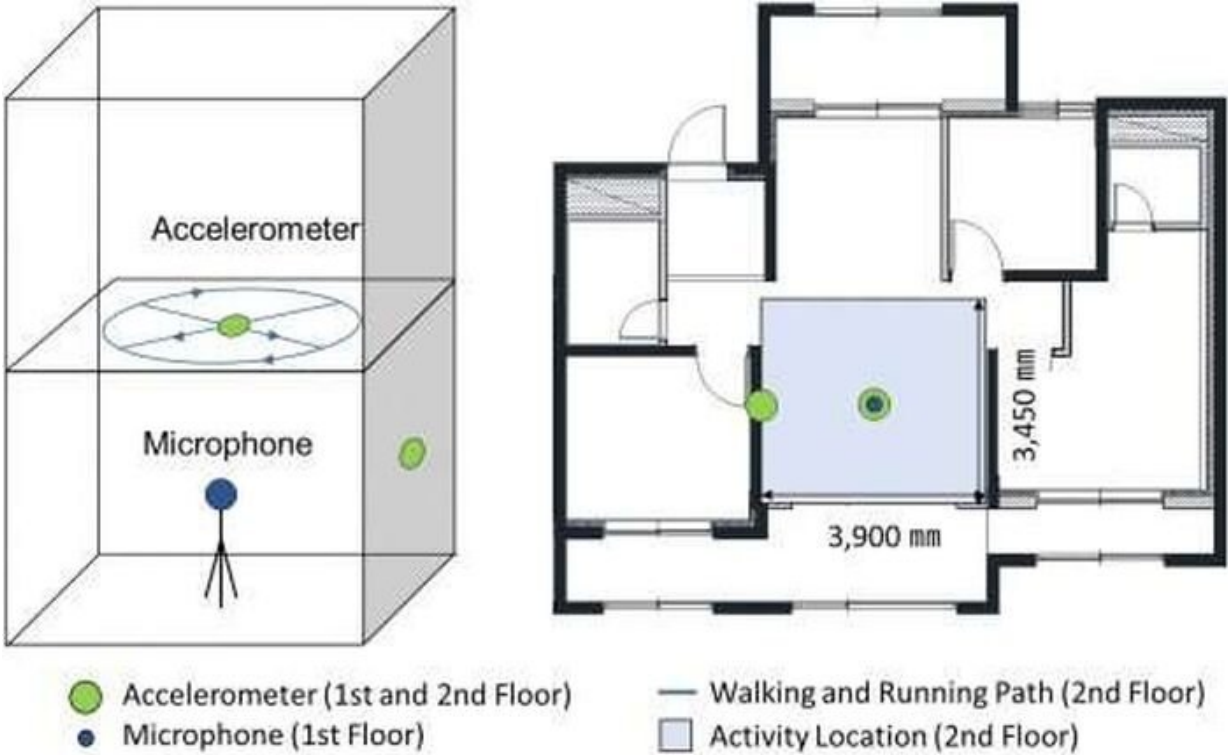 Accelerometer
Microphone
3,450 mm
3,900 mm
Accelerometer (1st and 2nd Floor)
Microphone (1st Floor)
Walking and Running Path (2nd Floor)
Activity Location (2nd Floor)